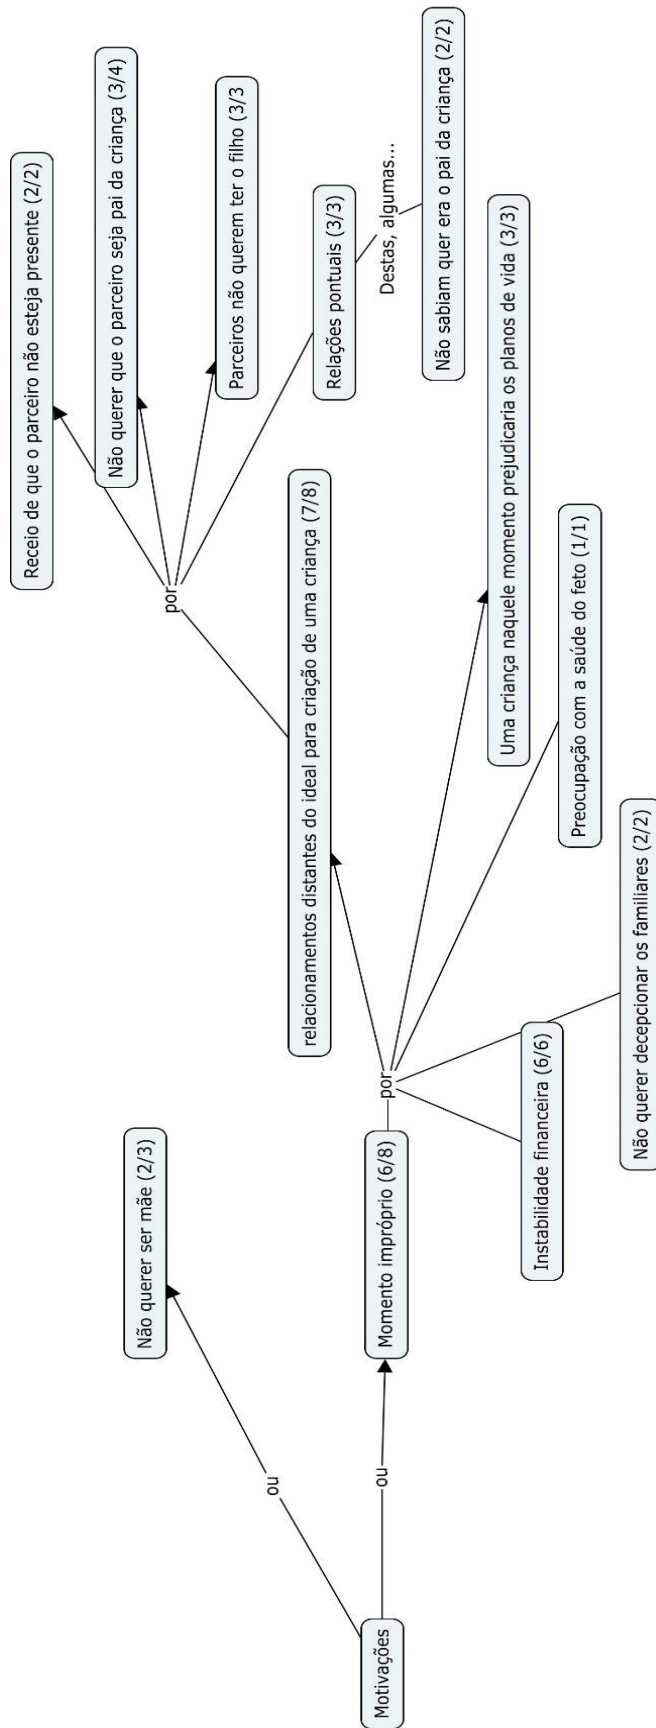 Motivações
ou
Não querer ser mãe (2/3)
ou
Momento impróprio (6/8)
por
relacionamentos distantes do ideal para criação de uma criança (7/8)
por
Receio de que o parceiro não esteja presente (2/2)
Não querer que o parceiro seja pai da criança (3/4)
Parceiros não querem ter o filho (3/3
Relações pontuais (3/3)
Destas, algumas...
Não sabiam quer era o pai da criança (2/2)
Uma criança naquele momento prejudicaria os planos de vida (3/3)
Preocupação com a saúde do feto (1/1)
Não querer decepcionar os familiares (2/2)
Instabilidade financeira (6/6)